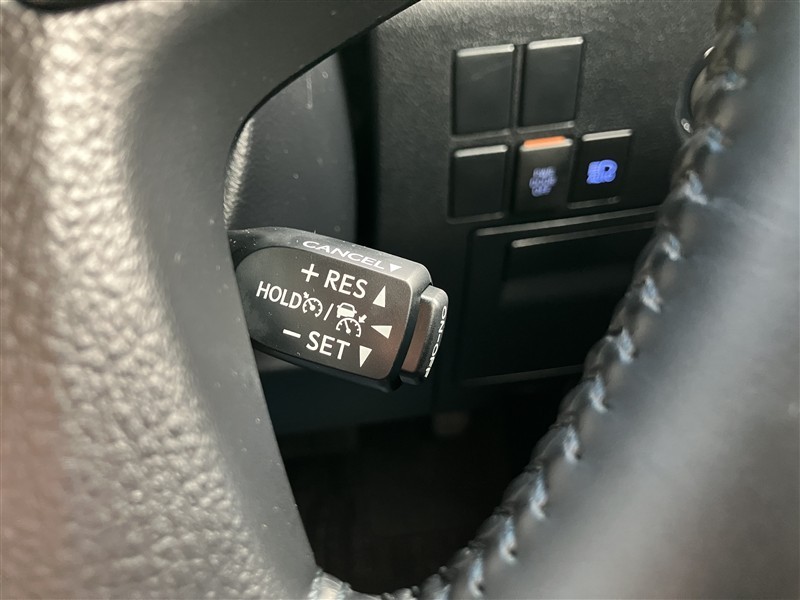 CANCEL
+ RES
HOLD /
− SET
ON-OFF